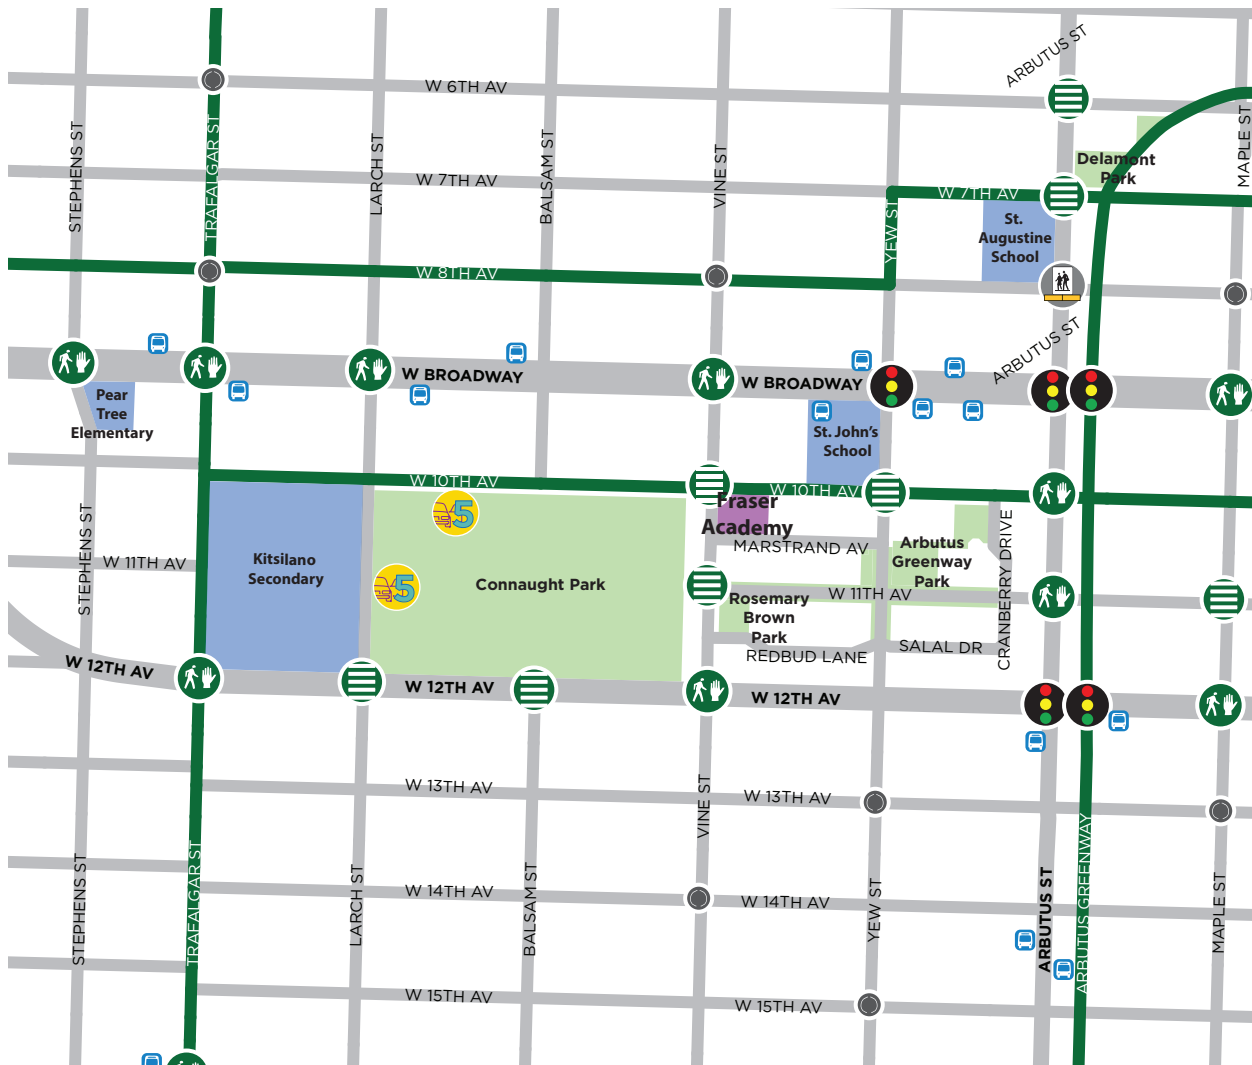 ARBUTUS ST
W 6TH AV
STEPHENS ST
TRAFALGAR ST
LARCH ST
BALSAM ST
VINE ST
MAPLE ST
Delamont
Park
W 7TH AV
W 7TH AV
YEW ST
St.
Augustine
School
W 8TH AV
ARBUTUS ST
W BROADWAY
W BROADWAY
Pear
Tree
Elementary
St. John's
School
W 10TH AV
W 10TH AV
5
Fraser
Academy
MARSTRAND AV
Arbutus
Greenway
Park
CRANBERRY DRIVE
STEPHENS ST
W 11TH AV
Kitsilano
Secondary
5
Connaught Park
W 11TH AV
Rosemary
Brown
Park
REDBUD LANE
SALAL DR
W 12TH AV
W 12TH AV
W 12TH AV
W 13TH AV
W 13TH AV
VINE ST
STEPHENS ST
TRAFALGAR ST
LARCH ST
BALSAM ST
W 14TH AV
W 14TH AV
YEW ST
ARBUTUS ST
ARBUTUS GREENWAY
MAPLE ST
W 15TH AV
W 15TH AV